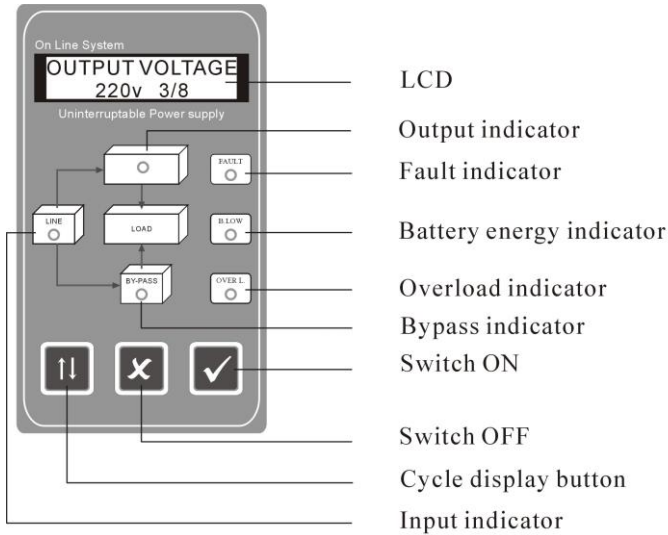 On Line System
OUTPUT VOLTAGE
220v 3/8
Uninterruptable Power supply
FAULT
LINE
LOAD
B.LOW
BY-PASS
OVER L.
LCD
Output indicator
Fault indicator
Battery energy indicator
Overload indicator
Bypass indicator
Switch ON
Switch OFF
Cycle display button
Input indicator